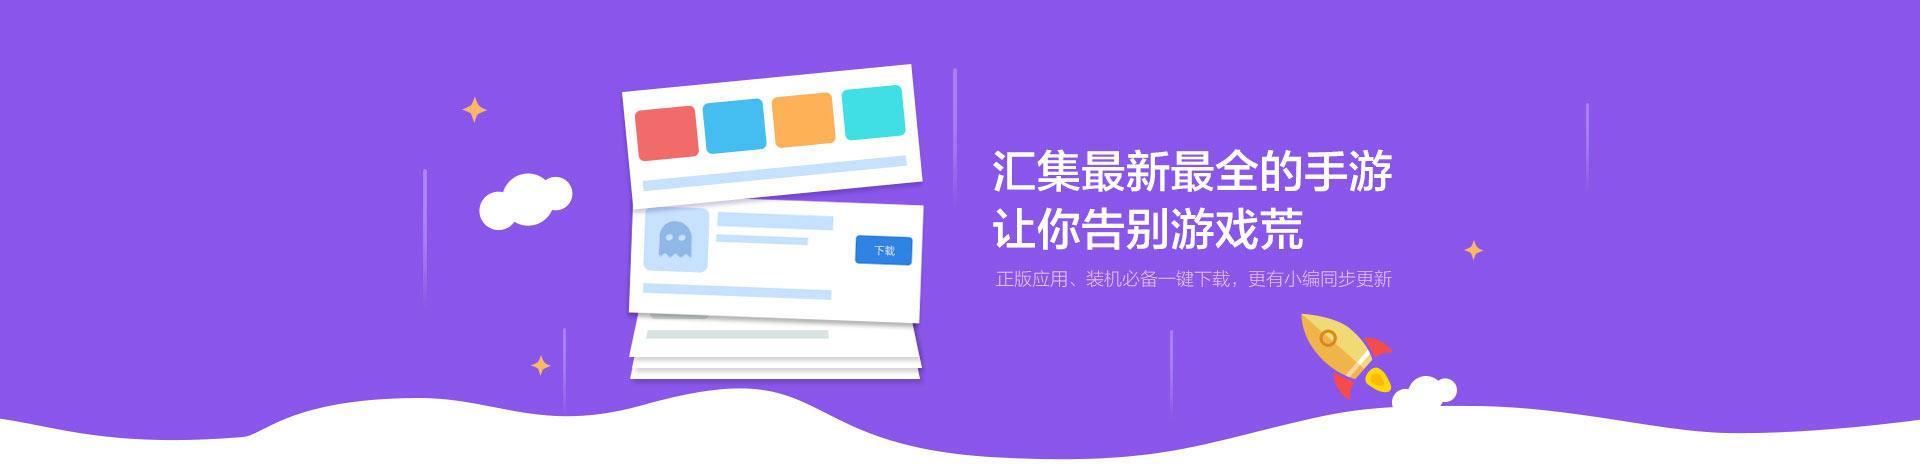 汇集最新最全的手游
让你告别游戏荒
正版应用、装机必备一键下载，更有小编同步更新
下载